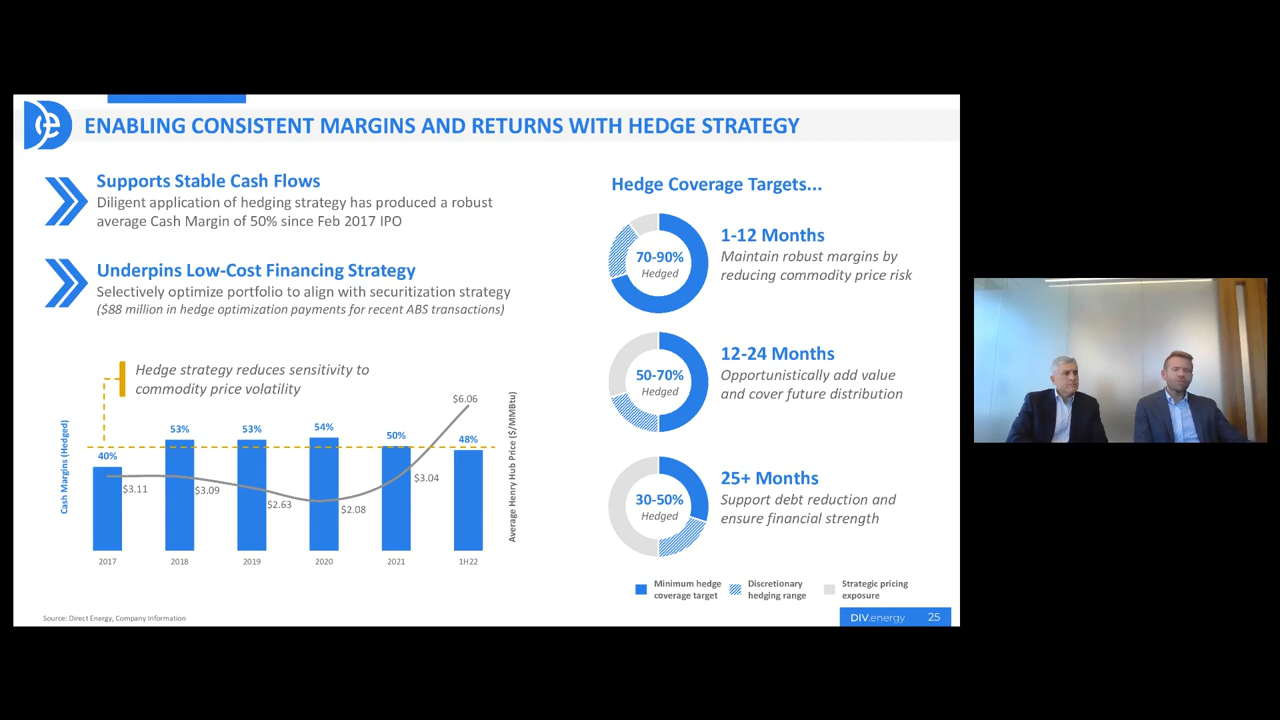 ENABLING CONSISTENT MARGINS AND RETURNS WITH HEDGE STRATEGY
Supports Stable Cash Flows
Diligent application of hedging strategy has produced a robust
average Cash Margin of 50% since Feb 2017 IPO
Underpins Low-Cost Financing Strategy
Selectively optimize portfolio to align with securitization strategy
($88 million in hedge optimization payments for recent ABS transactions)
Hedge strategy reduces sensitivity to
commodity price volatility
Cash Margins (Hedged)
40%
53%
53%
54%
50%
48%
$3.11
$3.09
$2.63
$2.08
$3.04
$6.06
2017
2018
2019
2020
2021
1H22
Average Henry Hub Price ($/MMBtu)
Hedge Coverage Targets...
70-90%
Hedged
1-12 Months
Maintain robust margins by
reducing commodity price risk
50-70%
Hedged
12-24 Months
Opportunistically add value
and cover future distribution
30-50%
Hedged
25+ Months
Support debt reduction and
ensure financial strength
Minimum hedge
coverage target
Discretionary
hedging range
Strategic pricing
exposure
Source: Direct Energy, Company Information
DIV.energy
25